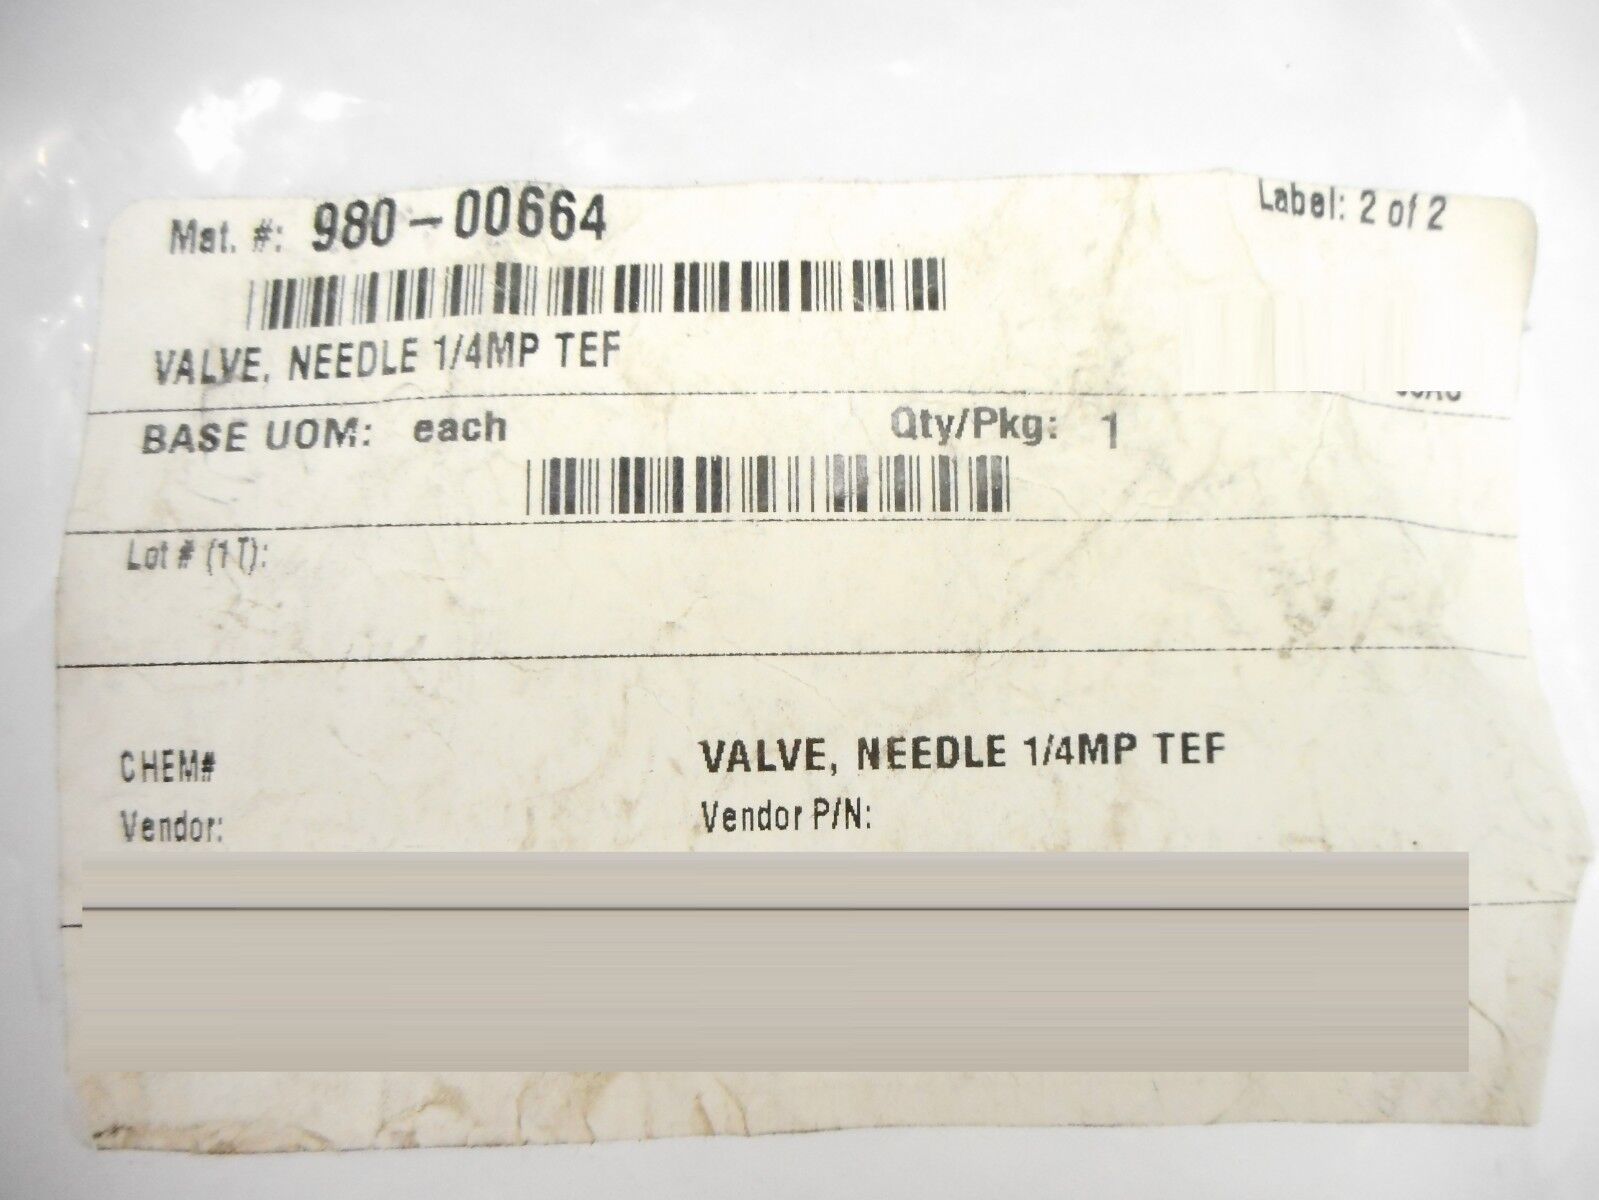 Mat. #: 980-00664
Label: 2 of 2
VALVE, NEEDLE 1/4MP TEF
BASE UOM: each
Qty/Pkg: 1
Lot # (1T):
CHEM#
VALVE, NEEDLE 1/4MP TEF
Vendor:
Vendor P/N: